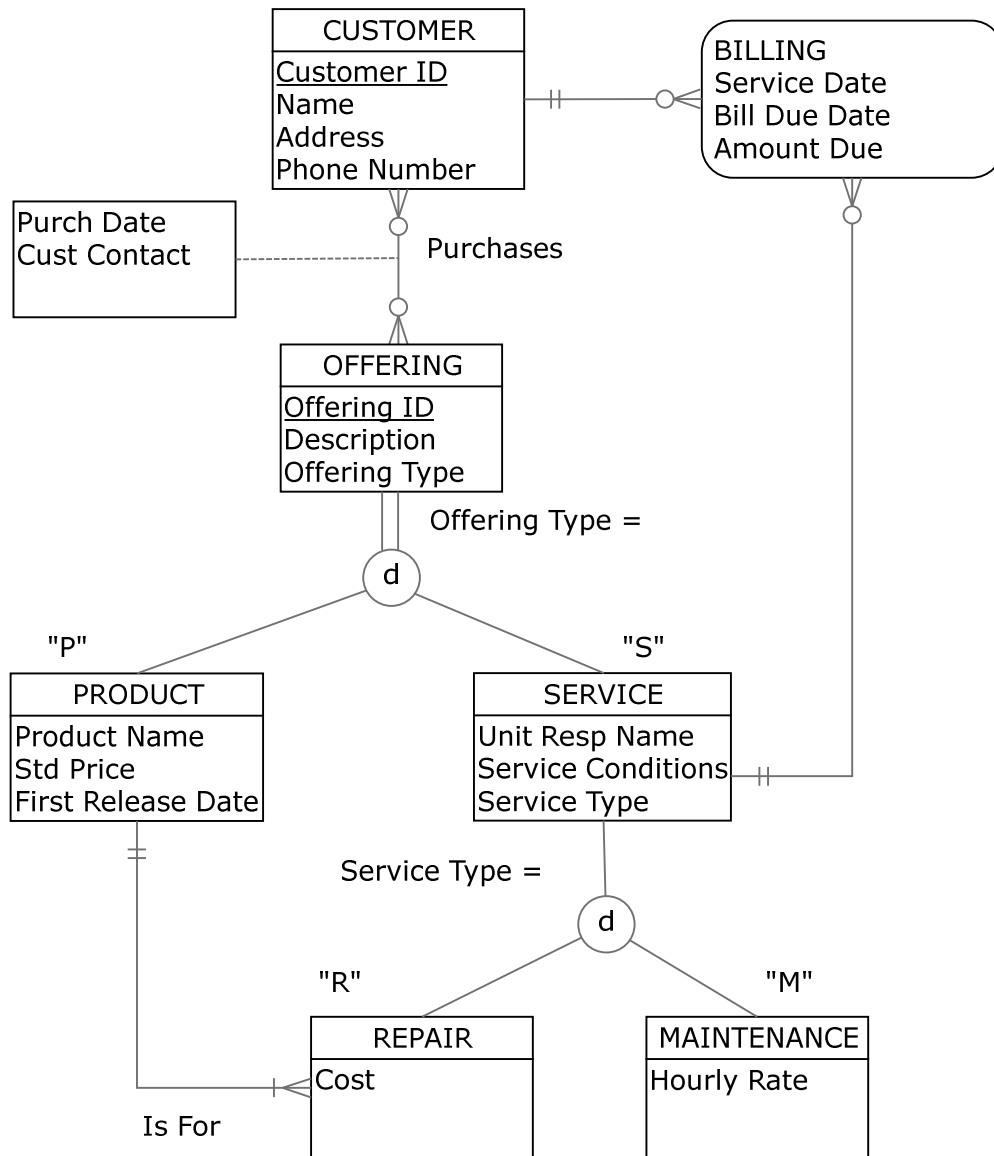 CUSTOMER
Customer ID
Name
Address
Phone Number
BILLING
Service Date
Bill Due Date
Amount Due
Purch Date
Cust Contact
Purchases
OFFERING
Offering ID
Description
Offering Type
Offering Type =
d
"P"
"S"
PRODUCT
Product Name
Std Price
First Release Date
SERVICE
Unit Resp Name
Service Conditions
Service Type
Service Type =
d
"R"
"M"
REPAIR
Cost
MAINTENANCE
Hourly Rate
Is For